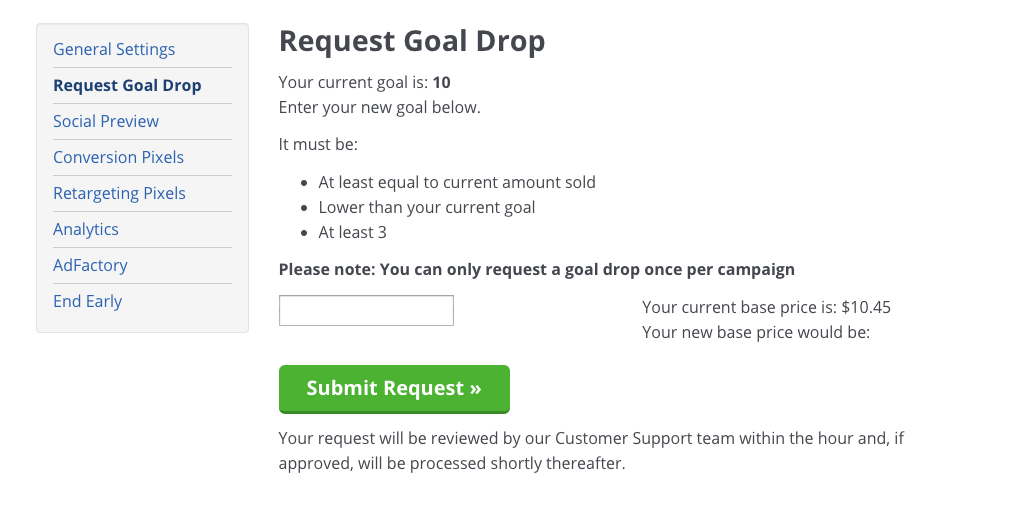 General Settings
Request Goal Drop
Social Preview
Conversion Pixels
Retargeting Pixels
Analytics
AdFactory
End Early
Request Goal Drop
Your current goal is: 10
Enter your new goal below.
It must be:
At least equal to current amount sold
Lower than your current goal
At least 3
Please note: You can only request a goal drop once per campaign
Your current base price is: $10.45
Your new base price would be:
Submit Request »
Your request will be reviewed by our Customer Support team within the hour and, if
approved, will be processed shortly thereafter.